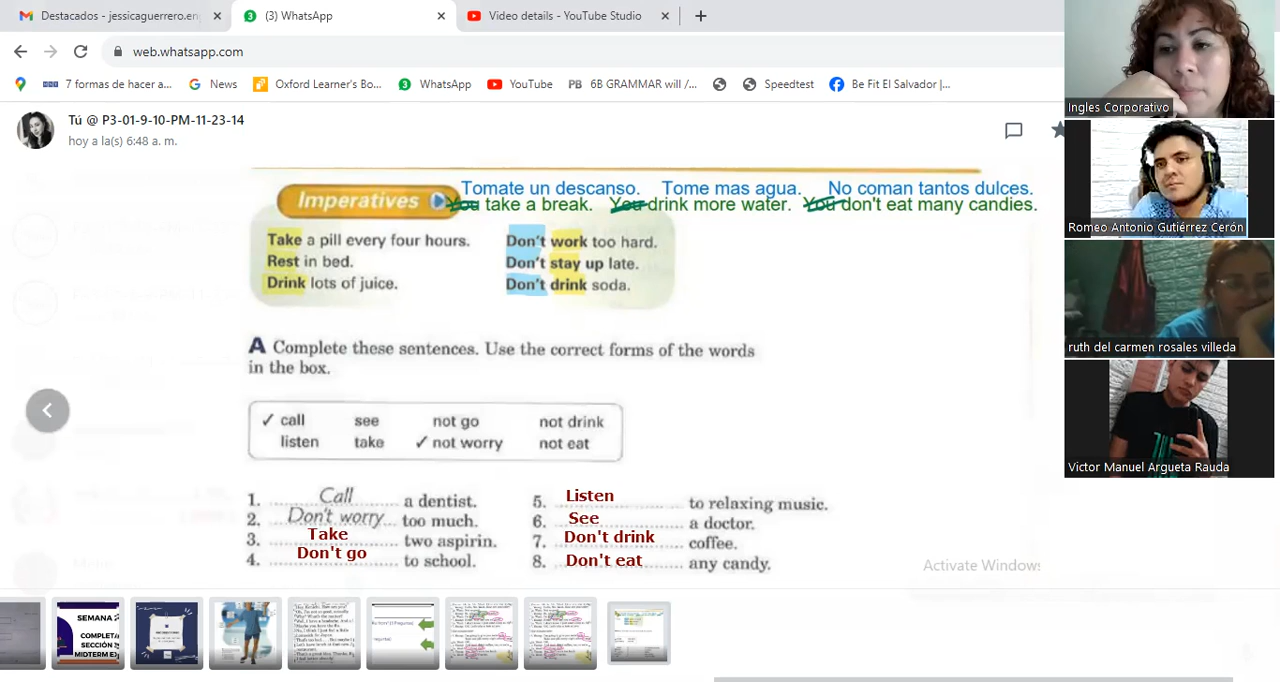 Destacados - jessicaguerrero.en
(3) WhatsApp
Video details - YouTube Studio
web.whatsapp.com
7 formas de hacer a...
News
Oxford Learner's Bo...
WhatsApp
YouTube
PB 6B GRAMMAR will /...
Speedtest
Be Fit El Salvador |...
Tú @ P3-01-9-10-PM-11-23-14
hoy a la(s) 6:48 a. m.
Tomate un descanso. Tome mas agua. No coman tantos dulces.
Imperatives
You take a break. You drink more water. You don't eat many candies.
Take a pill every four hours. Don't work too hard.
Rest in bed. Don't stay up late.
Drink lots of juice. Don't drink soda.
A Complete these sentences. Use the correct forms of the words
in the box.
✓ call see not go not drink
listen take ✓ not worry not eat
1. Call a dentist.
2. Don't worry too much.
3. Take two aspirin.
4. Don't go to school.
5. Listen to relaxing music.
6. See a doctor.
7. Don't drink coffee.
8. Don't eat any candy.
Activate Windows
Ingles Corporativo
Romeo Antonio Gutiérrez Cerón
ruth del carmen rosales villeda
Victor Manuel Argueta Rauda
SEMANA
COMPLETA
SECCIÓN
MIDTERM E